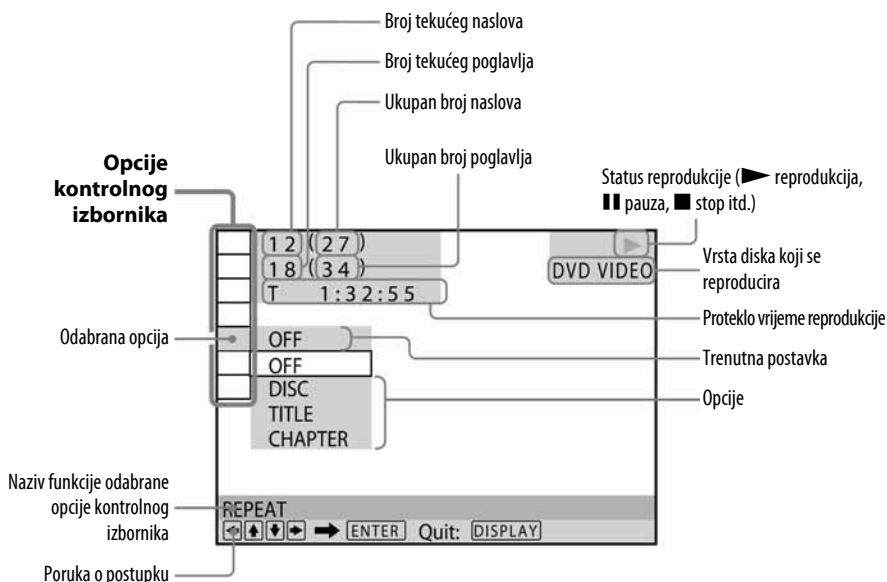 Broj tekućeg naslova
Broj tekućeg poglavlja
Ukupan broj naslova
Ukupan broj poglavlja
Opcije
kontrolnog
izbornika
Status reprodukcije (▶ reprodukcija,
⏸ pauza, ■ stop itd.)
12 (27)
18 (34)
T 1:32:55
▶
DVD VIDEO
Vrsta diska koji se
reproducira
Proteklo vrijeme reprodukcije
Odabrana opcija
OFF
Trenutna postavka
OFF
DISC
TITLE
CHAPTER
Opcije
Naziv funkcije odabrane
opcije kontrolnog
izbornika
REPEAT
← ↑ ↓ → ➡ ENTER Quit: DISPLAY
Poruka o postupku